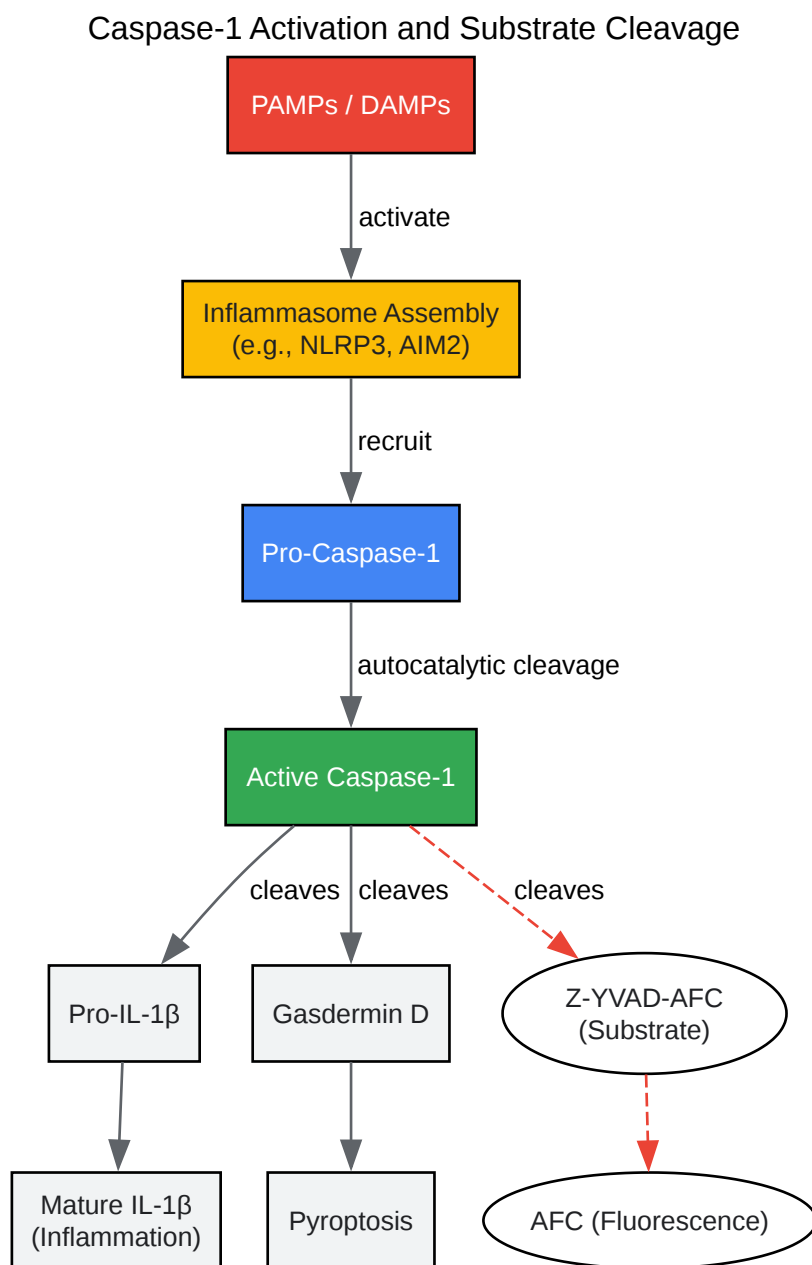 Caspase-1 Activation and Substrate Cleavage
PAMPs / DAMPs
activate
Inflammasome Assembly
(e.g., NLRP3, AIM2)
recruit
Pro-Caspase-1
autocatalytic cleavage
Active Caspase-1
cleaves
cleaves
cleaves
Pro-IL-1β
Gasdermin D
Z-YVAD-AFC
(Substrate)
Mature IL-1β
(Inflammation)
Pyroptosis
AFC (Fluorescence)